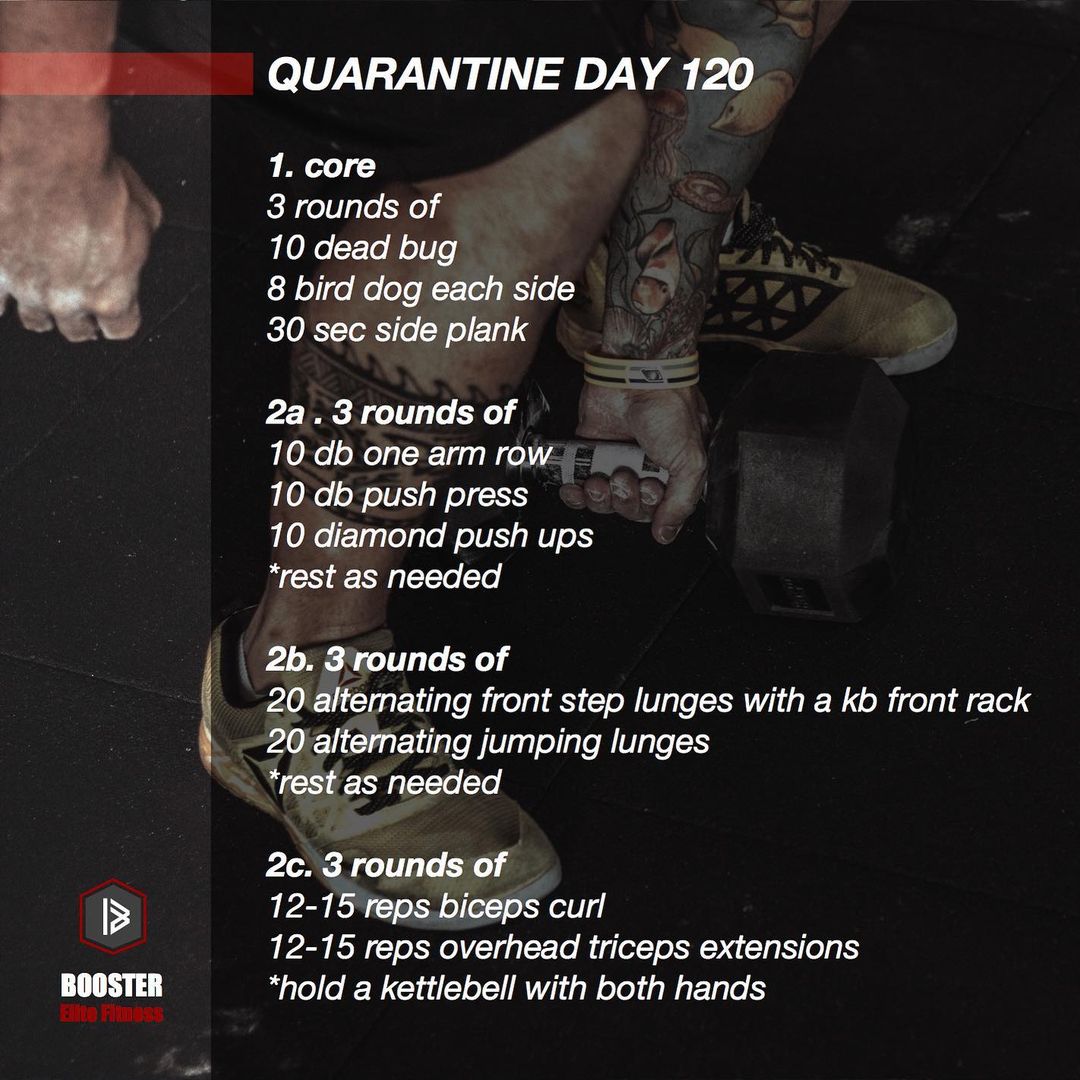 QUARANTINE DAY 120
1. core
3 rounds of
10 dead bug
8 bird dog each side
30 sec side plank
2a . 3 rounds of
10 db one arm row
10 db push press
10 diamond push ups
*rest as needed
2b. 3 rounds of
20 alternating front step lunges with a kb front rack
20 alternating jumping lunges
*rest as needed
2c. 3 rounds of
12-15 reps biceps curl
12-15 reps overhead triceps extensions
*hold a kettlebell with both hands
BOOSTER
Elite Fitness